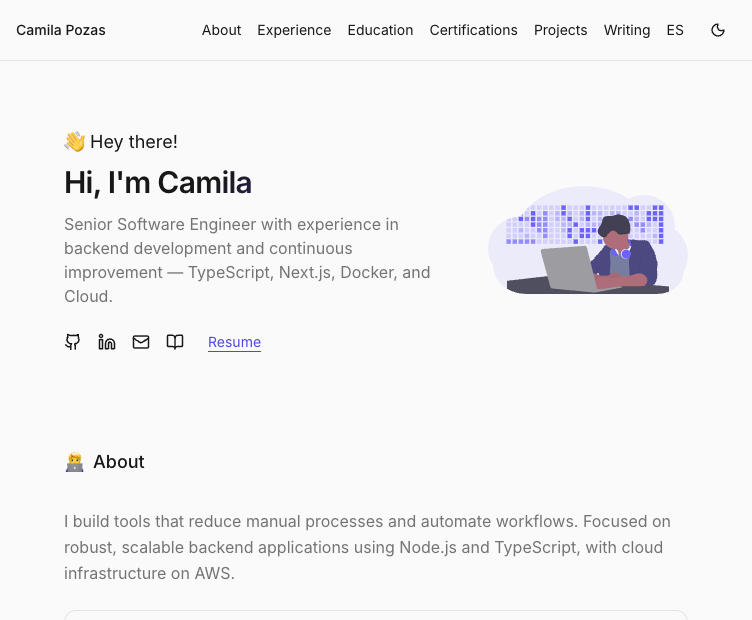 Camila Pozas
About Experience Education Certifications Projects Writing ES
👋 Hey there!
Hi, I'm Camila
Senior Software Engineer with experience in
backend development and continuous
improvement — TypeScript, Next.js, Docker, and
Cloud.
Resume
About
I build tools that reduce manual processes and automate workflows. Focused on
robust, scalable backend applications using Node.js and TypeScript, with cloud
infrastructure on AWS.